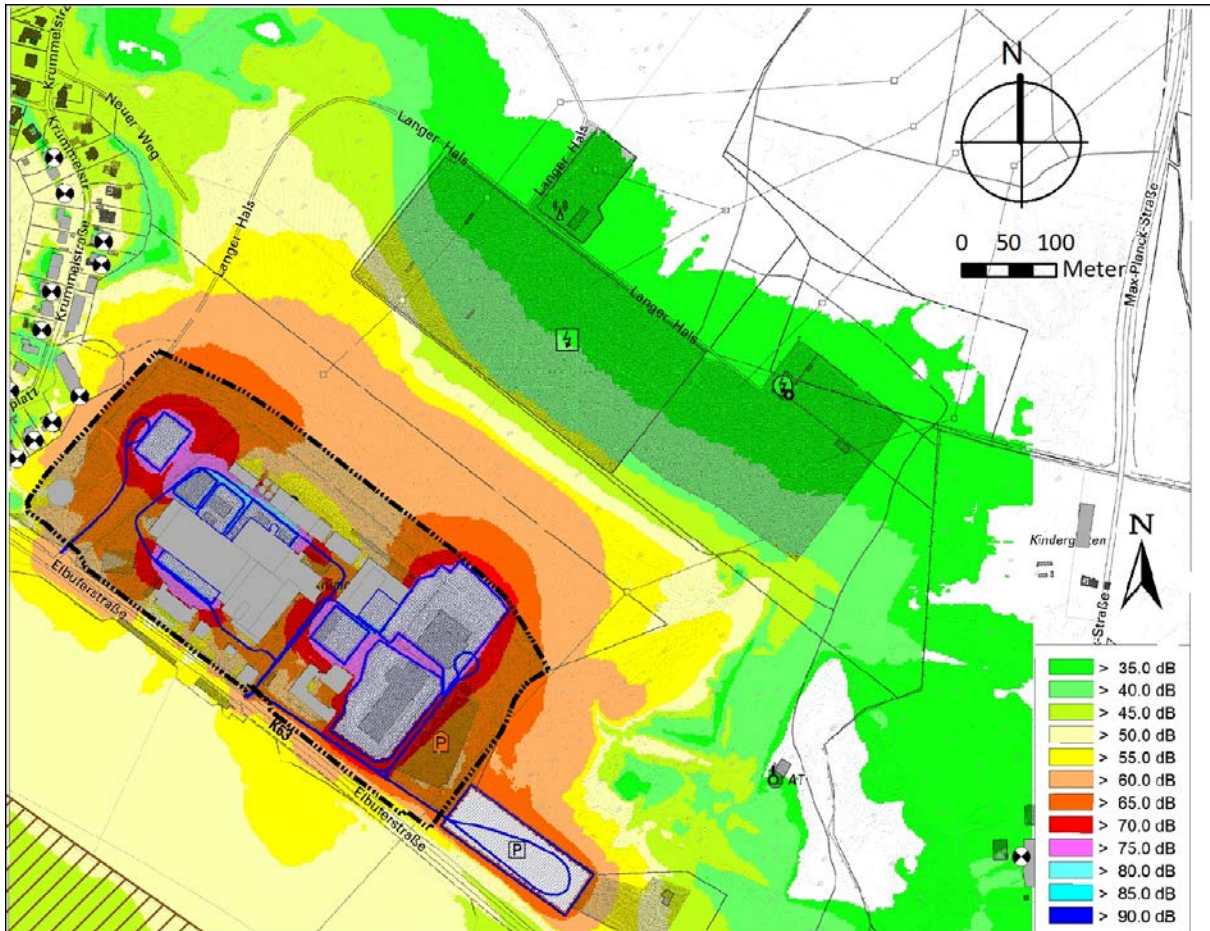 Krummelstr.
Neuer Weg
Krummelstr.
Krummelstraße
Langer Hals
Langer Hals
Langer Hals
Langer Hals
N
0 50 100
Meter
Max-Planck-Straße
platz
Kindergarten
N
-Straße
Elbuferstraße
K63
Elbuferstraße
P
P
AT
> 35.0 dB
> 40.0 dB
> 45.0 dB
> 50.0 dB
> 55.0 dB
> 60.0 dB
> 65.0 dB
> 70.0 dB
> 75.0 dB
> 80.0 dB
> 85.0 dB
> 90.0 dB